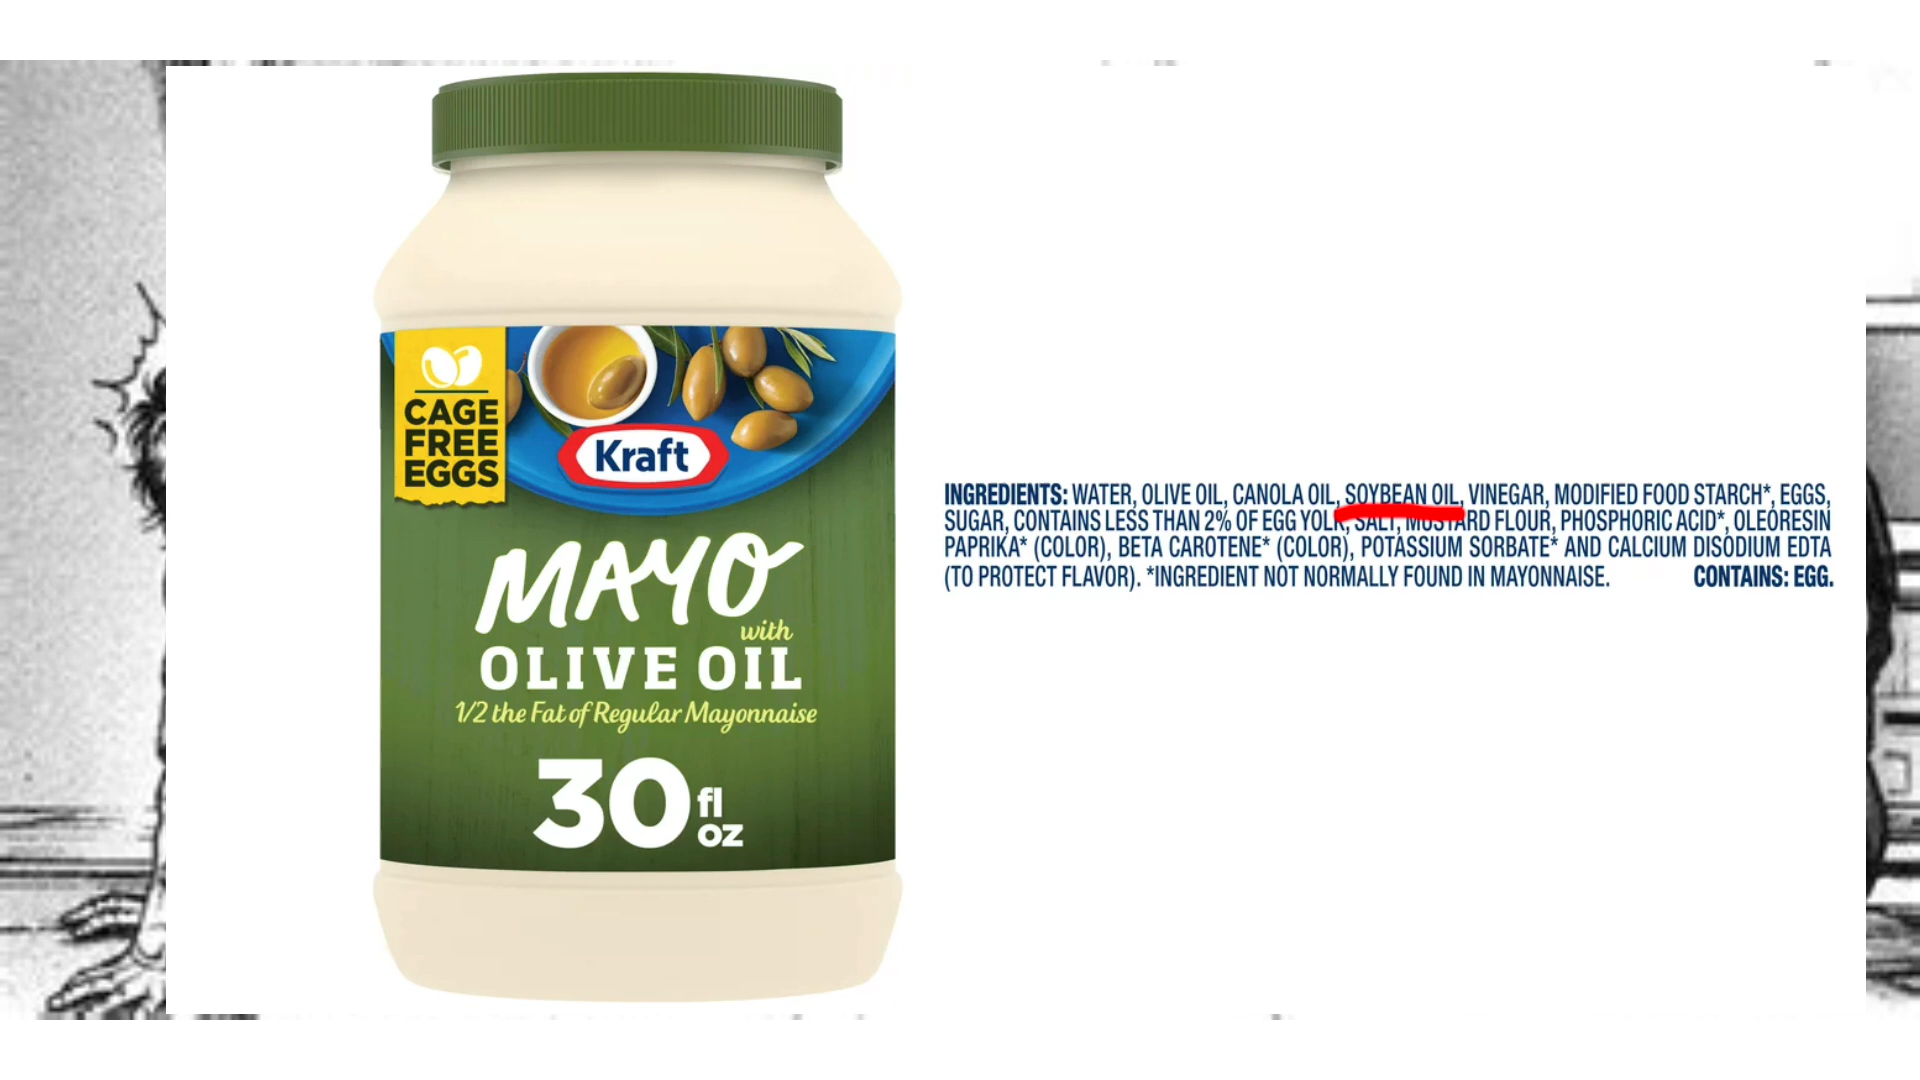 CAGE
FREE
EGGS
Kraft
MAYO
with
OLIVE OIL
1/2 the Fat of Regular Mayonnaise
30 fl oz
INGREDIENTS: WATER, OLIVE OIL, CANOLA OIL, SOYBEAN OIL, VINEGAR, MODIFIED FOOD STARCH*, EGGS,
SUGAR, CONTAINS LESS THAN 2% OF EGG YOLK, SALT, MUSTARD FLOUR, PHOSPHORIC ACID*, OLEORESIN
PAPRIKA* (COLOR), BETA CAROTENE* (COLOR), POTASSIUM SORBATE* AND CALCIUM DISODIUM EDTA
(TO PROTECT FLAVOR). *INGREDIENT NOT NORMALLY FOUND IN MAYONNAISE. CONTAINS: EGG.